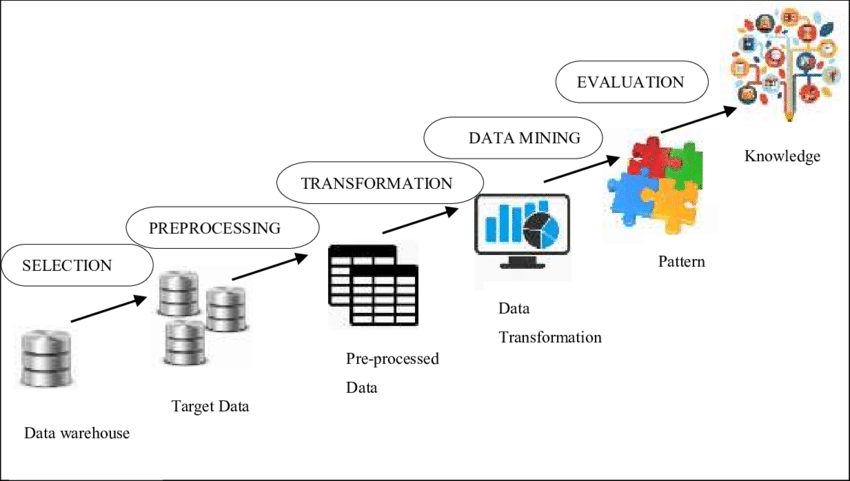 EVALUATION
DATA MINING
Knowledge
TRANSFORMATION
PREPROCESSING
Pattern
SELECTION
Data
Transformation
Pre-processed
Data
Target Data
Data warehouse